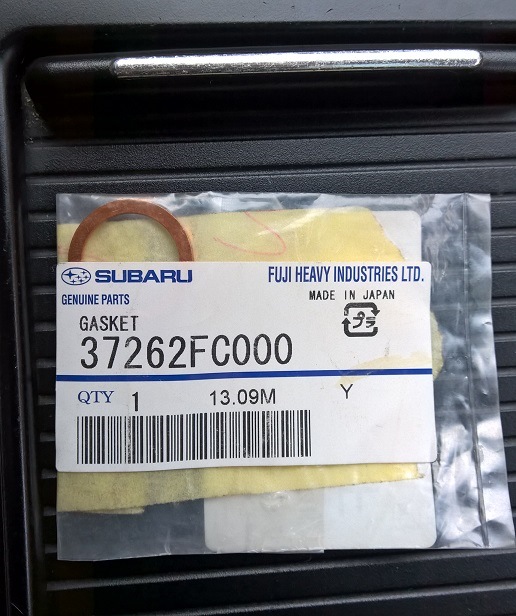 SUBARU FUJI HEAVY INDUSTRIES LTD.
GENUINE PARTS MADE IN JAPAN
GASKET プラ
37262FC000
QTY 1 13.09M Y